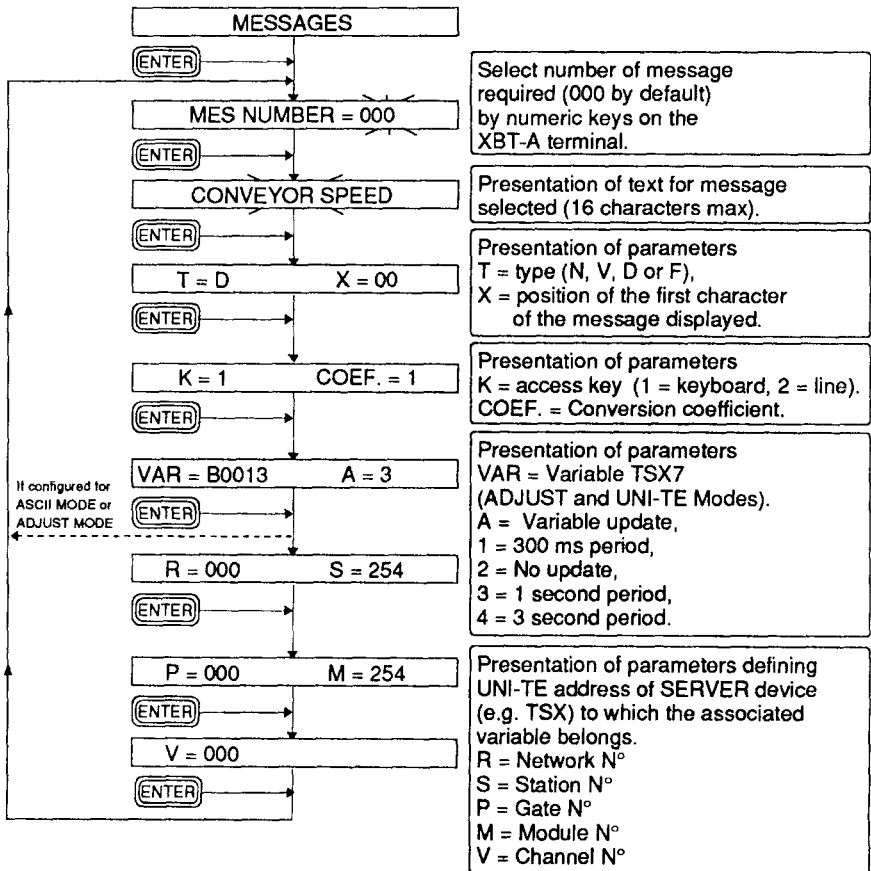 MESSAGES
ENTER
MES NUMBER = 000
Select number of message
required (000 by default)
by numeric keys on the
XBT-A terminal.
ENTER
CONVEYOR SPEED
Presentation of text for message
selected (16 characters max).
ENTER
T = D X = 00
Presentation of parameters
T = type (N, V, D or F),
X = position of the first character
of the message displayed.
ENTER
K = 1 COEF. = 1
Presentation of parameters
K = access key (1 = keyboard, 2 = line).
COEF. = Conversion coefficient.
ENTER
VAR = B0013 A = 3
Presentation of parameters
VAR = Variable TSX7
(ADJUST and UNI-TE Modes).
A = Variable update,
1 = 300 ms period,
2 = No update,
3 = 1 second period,
4 = 3 second period.
If configured for
ASCII MODE or
ADJUST MODE
ENTER
R = 000 S = 254
ENTER
P = 000 M = 254
Presentation of parameters defining
UNI-TE address of SERVER device
(e.g. TSX) to which the associated
variable belongs.
R = Network N°
S = Station N°
P = Gate N°
M = Module N°
V = Channel N°
ENTER
V = 000
ENTER